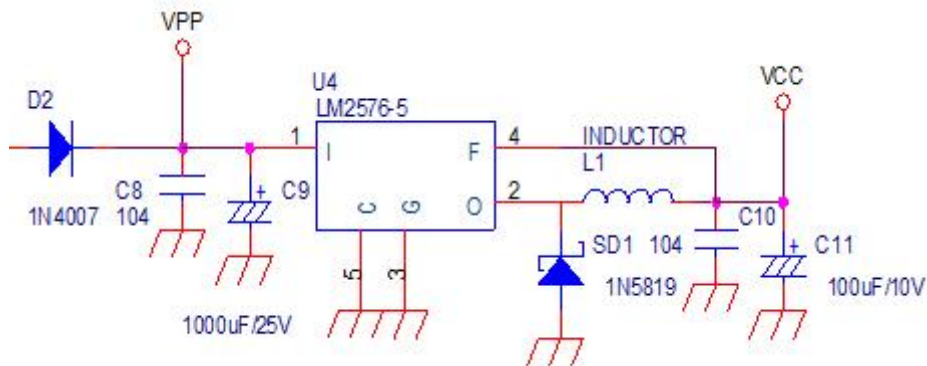 VPP
D2
1N4007
C8
104
C9
1000uF/25V
U4
LM2576-5
1
I
F
4
C
G
O
2
5
3
INDUCTOR
L1
VCC
SD1
1N5819
C10
104
C11
100uF/10V
+
+